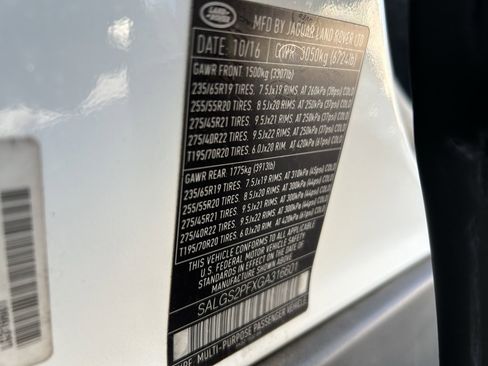 LAND ROVER
MFD BY JAGUAR LAND ROVER LTD
DATE: 10/16 GVWR 3050kg (6724lb)
GAWR FRONT 1500kg (3307lb)
235/65R19 TIRES. 7.5Jx19 RIMS. AT 260kPa (38psi) COLD
255/55R20 TIRES. 8.5Jx20 RIMS. AT 250kPa (37psi) COLD
275/45R21 TIRES. 9.5Jx21 RIMS. AT 250kPa (37psi) COLD
275/40R22 TIRES. 9.5Jx22 RIMS. AT 250kPa (37psi) COLD
T195/70R20 TIRES. 6.0Jx20 RIM. AT 420kPa (61psi) COLD
GAWR REAR 1775kg (3913lb)
235/65R19 TIRES. 7.5Jx19 RIMS. AT 310kPa (45psi) COLD
255/55R20 TIRES. 8.5Jx20 RIMS. AT 300kPa (44psi) COLD
275/45R21 TIRES. 9.5Jx21 RIMS. AT 300kPa (44psi) COLD
275/40R22 TIRES. 9.5Jx22 RIMS. AT 300kPa (44psi) COLD
T195/70R20 TIRES. 6.0Jx20 RIM. AT 420kPa (61psi) COLD
THIS VEHICLE CONFORMS TO ALL APPLICABLE
U.S. FEDERAL MOTOR VEHICLE SAFETY STANDARDS
IN EFFECT ON THE DATE OF MANUFACTURE SHOWN ABOVE.
SALGS2PFXGA316601
TYPE: MULTI-PURPOSE PASSENGER VEHICLE